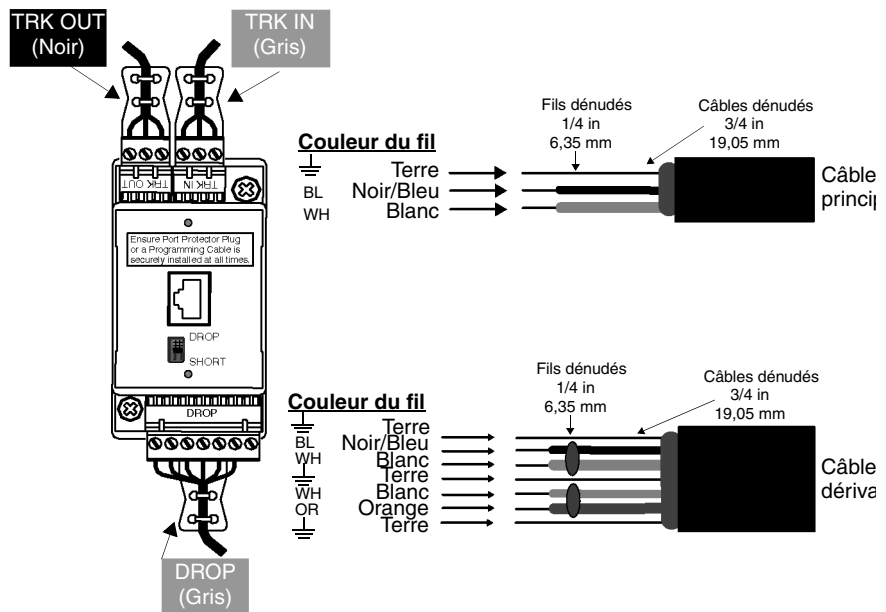 TRK OUT
(Noir)
TRK IN
(Gris)
TRK OUT
TRK IN
Ensure Port Protector Plug
or a Programming Cable is
securely installed at all times.
DROP
SHORT
DROP
DROP
(Gris)
Couleur du fil
Terre
BL Noir/Bleu
WH Blanc
Fils dénudés
1/4 in
6,35 mm
Câbles dénudés
3/4 in
19,05 mm
Câble
princip
Couleur du fil
Terre
BL Noir/Bleu
WH Blanc
Terre
WH Blanc
OR Orange
Terre
Fils dénudés
1/4 in
6,35 mm
Câbles dénudés
3/4 in
19,05 mm
Câble
dériva